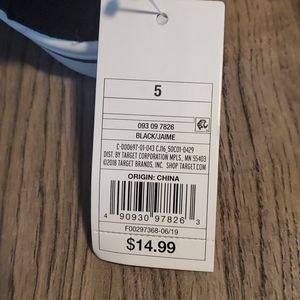 5
093 09 7826
BLACK/JAIME
C-000697-01-043 CJ16 50C01-0429
DIST. BY TARGET CORPORATION MPLS., MN 55403
©2018 TARGET BRANDS, INC. SHOP TARGET.COM
ORIGIN: CHINA
4 90930 97826 3
F00297368-06/19
$14.99